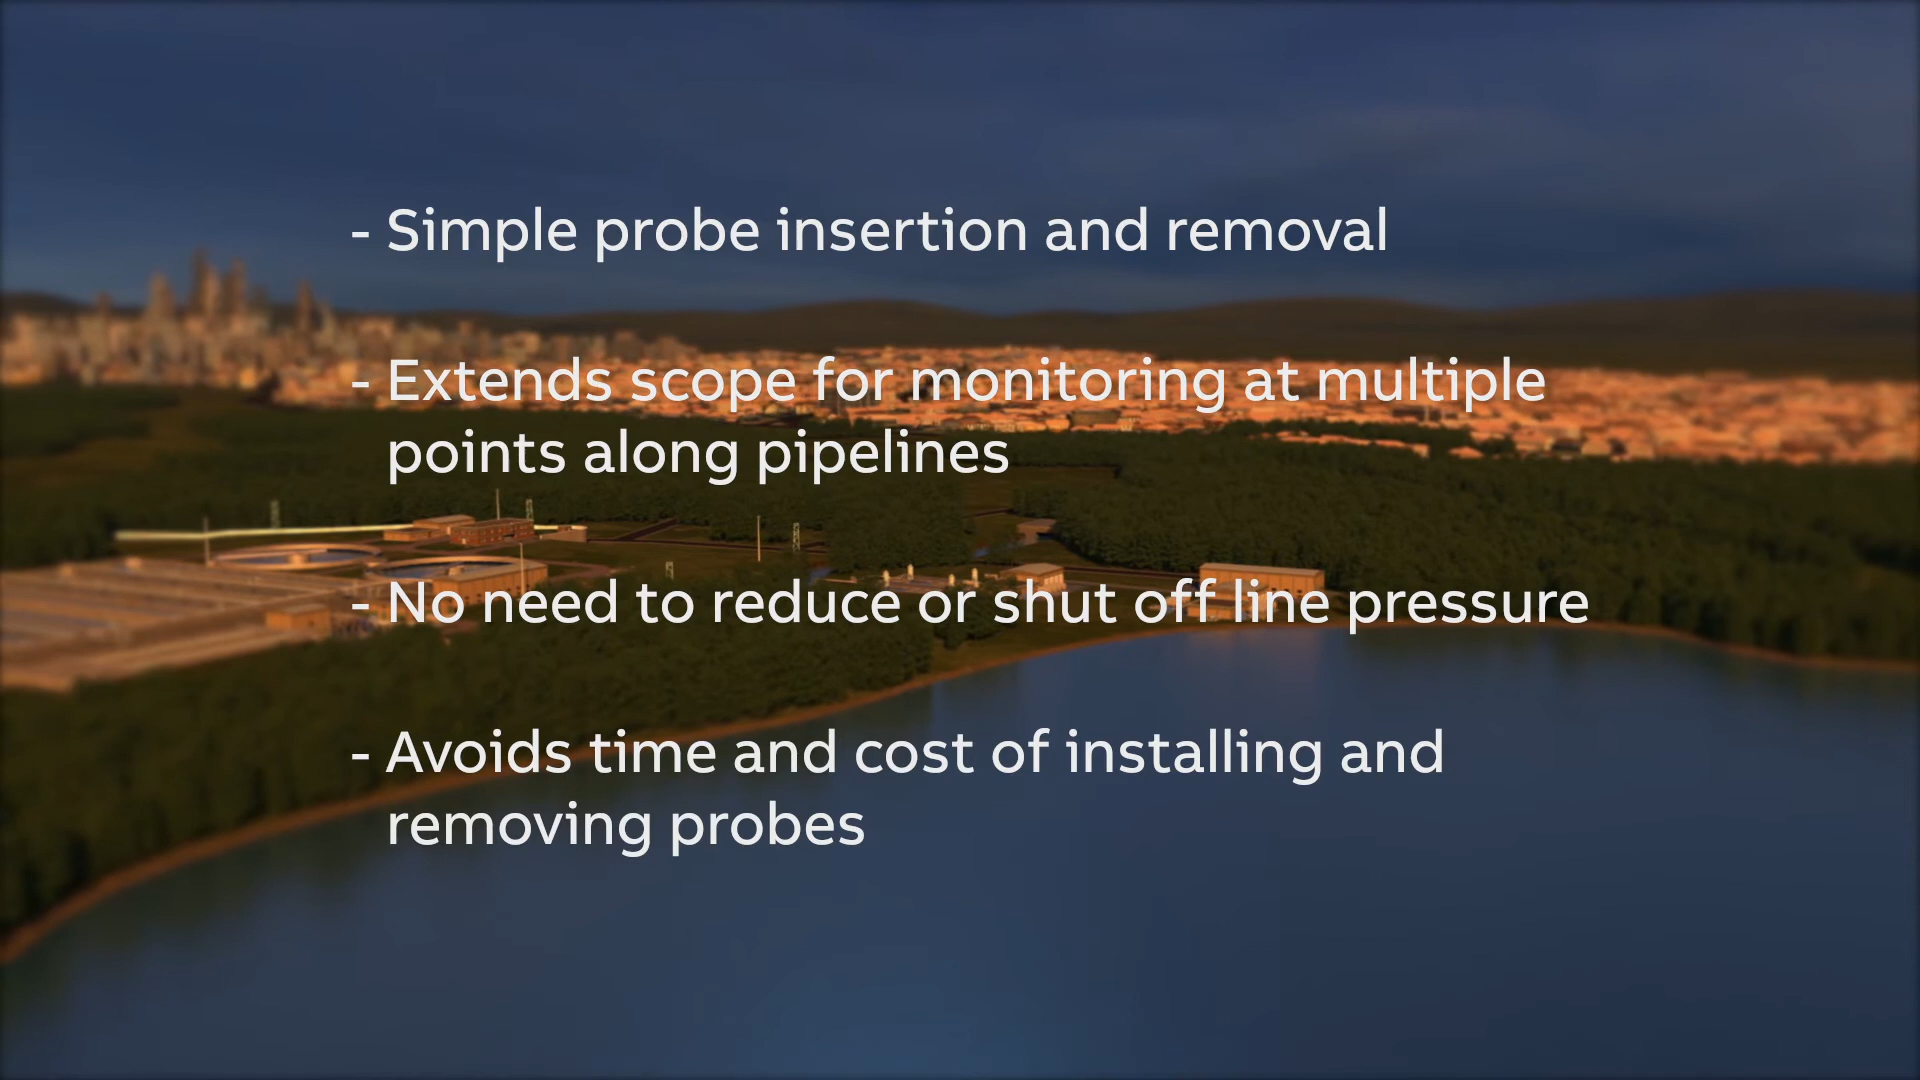 - Simple probe insertion and removal
- Extends scope for monitoring at multiple
points along pipelines
- No need to reduce or shut off line pressure
- Avoids time and cost of installing and
removing probes